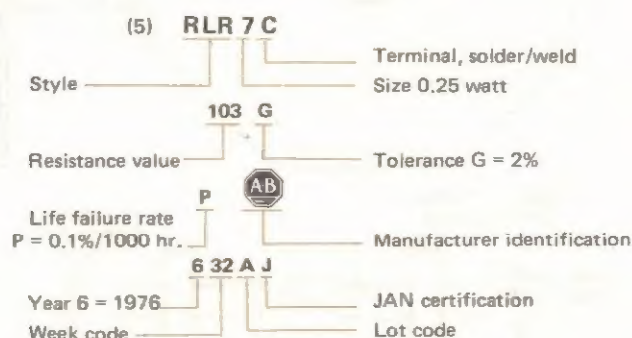 (5) RLR 7 C
Terminal, solder/weld
Style
Size 0.25 watt
103 G
Resistance value
Tolerance G = 2%
P
AB
Life failure rate
P = 0.1%/1000 hr.
Manufacturer identification
6 32 A J
Year 6 = 1976
JAN certification
Week code
Lot code